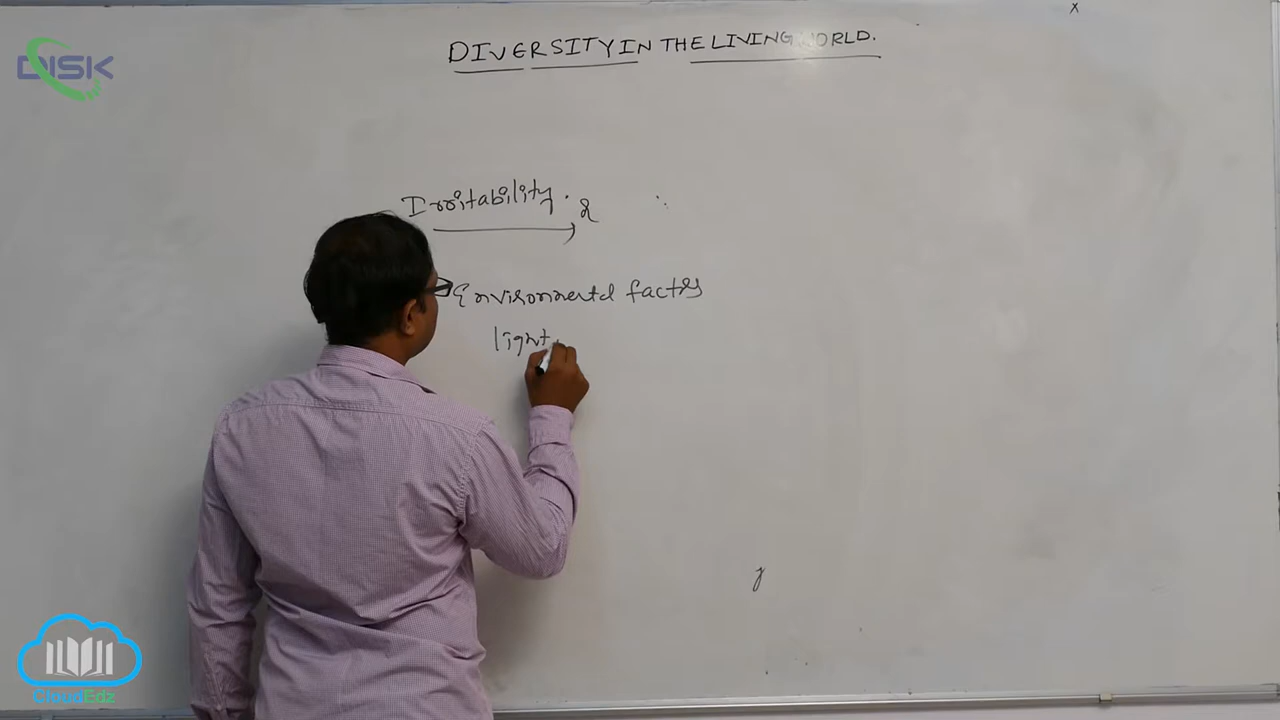 DISK
DIVERSITY IN THE LIVING WORLD.
Irritability. &
Environmental factors
light,
y
CloudEdz